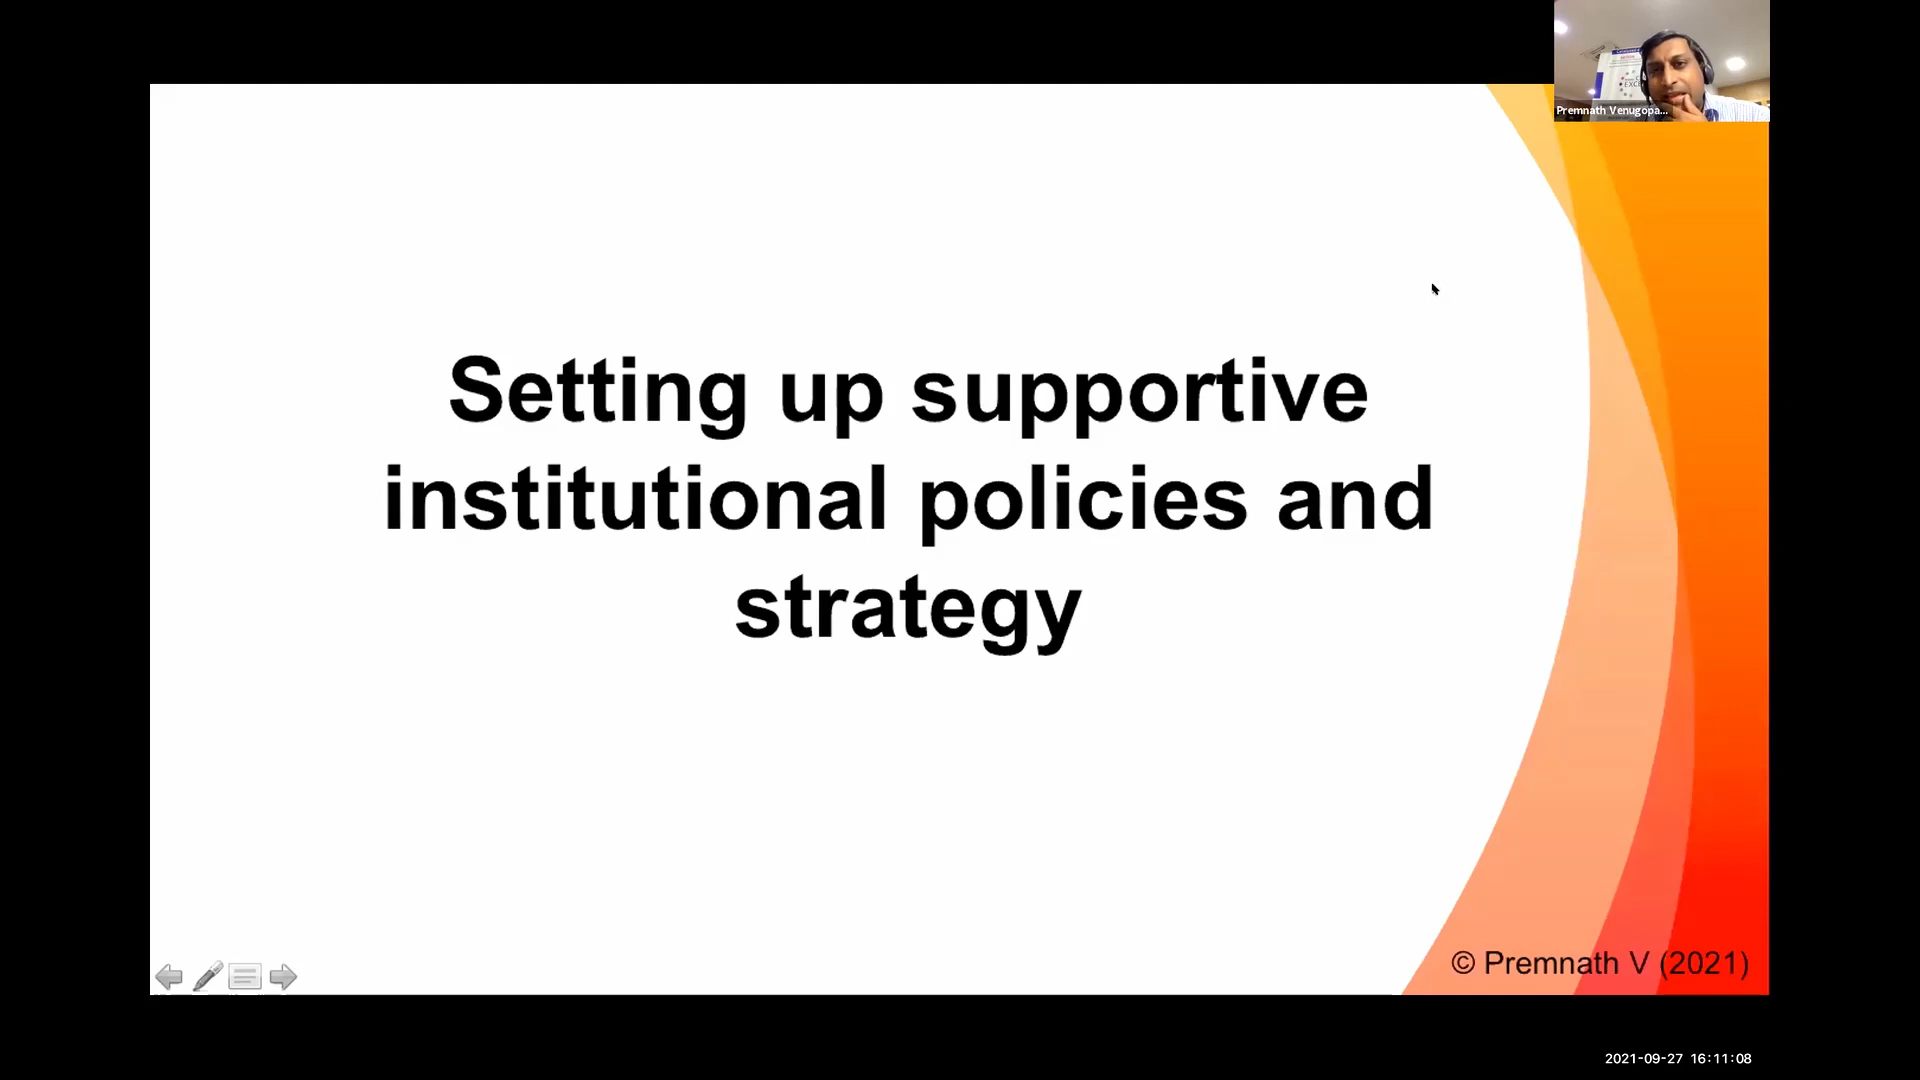 Premnath Venugopa...
Setting up supportive
institutional policies and
strategy
© Premnath V (2021)
2021-09-27 16:11:08